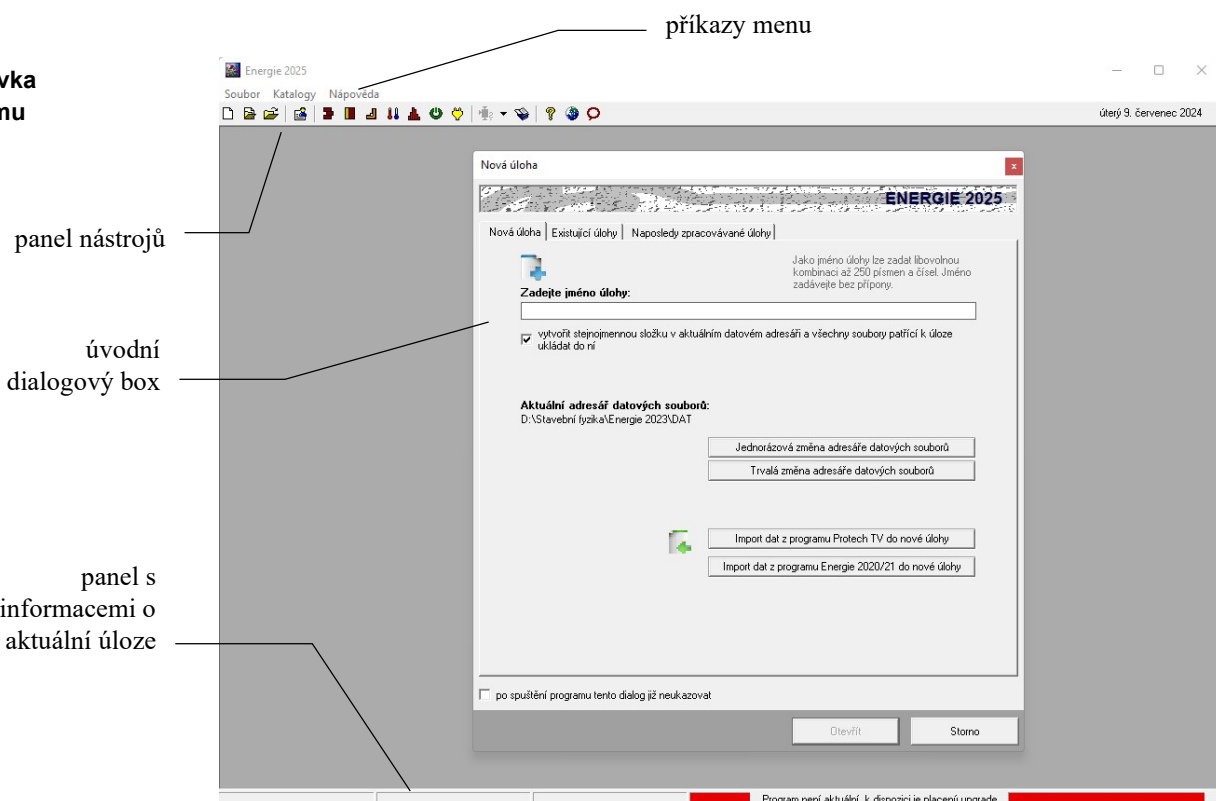 příkazy menu
vka
mu
Energie 2025
Soubor Katalogy Nápověda
úterý 9. červenec 2024
Nová úloha
ENERGIE 2025
Nová úloha Existující úlohy Naposledy zpracovávané úlohy
panel nástrojů
Jako jméno úlohy lze zadat libovolnou
kombinaci až 250 písmen a čísel. Jméno
zadávejte bez přípony.
Zadejte jméno úlohy:
vytvořit stejnojmennou složku v aktuálním datovém adresáři a všechny soubory patřící k úloze
ukládat do ní
úvodní
dialogový box
Aktuální adresář datových souborů:
D:\Stavební fyzika\Energie 2023\DAT
Jednorázová změna adresáře datových souborů
Trvalá změna adresáře datových souborů
Import dat z programu Protech TV do nové úlohy
Import dat z programu Energie 2020/21 do nové úlohy
panel s
informacemi o
aktuální úloze
po spuštění programu tento dialog již neukazovat
Otevřít Storno
Program není aktuální, k dispozici je placený upgrade